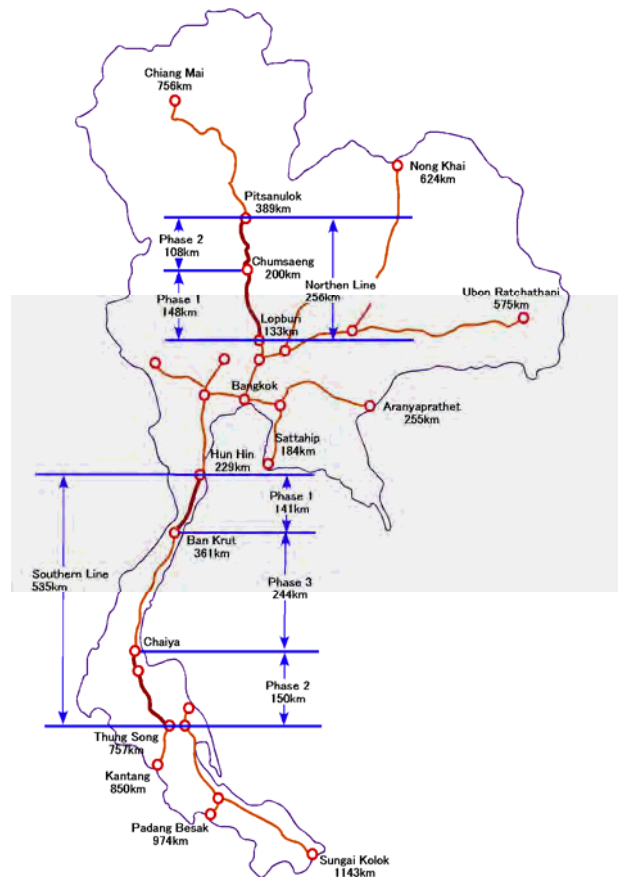 Chiang Mai
756km
Nong Khai
624km
Pitsanulok
389km
Phase 2
108km
Chumsaeng
200km
Northen Line
256km
Phase 1
148km
Ubon Ratchathani
575km
Lopburi
133km
Bangkok
Aranyaprathet
255km
Sattahip
184km
Hun Hin
229km
Phase 1
141km
Ban Krut
361km
Southern Line
535km
Phase 3
244km
Chaiya
Phase 2
150km
Thung Song
757km
Kantang
850km
Padang Besak
974km
Sungai Kolok
1143km